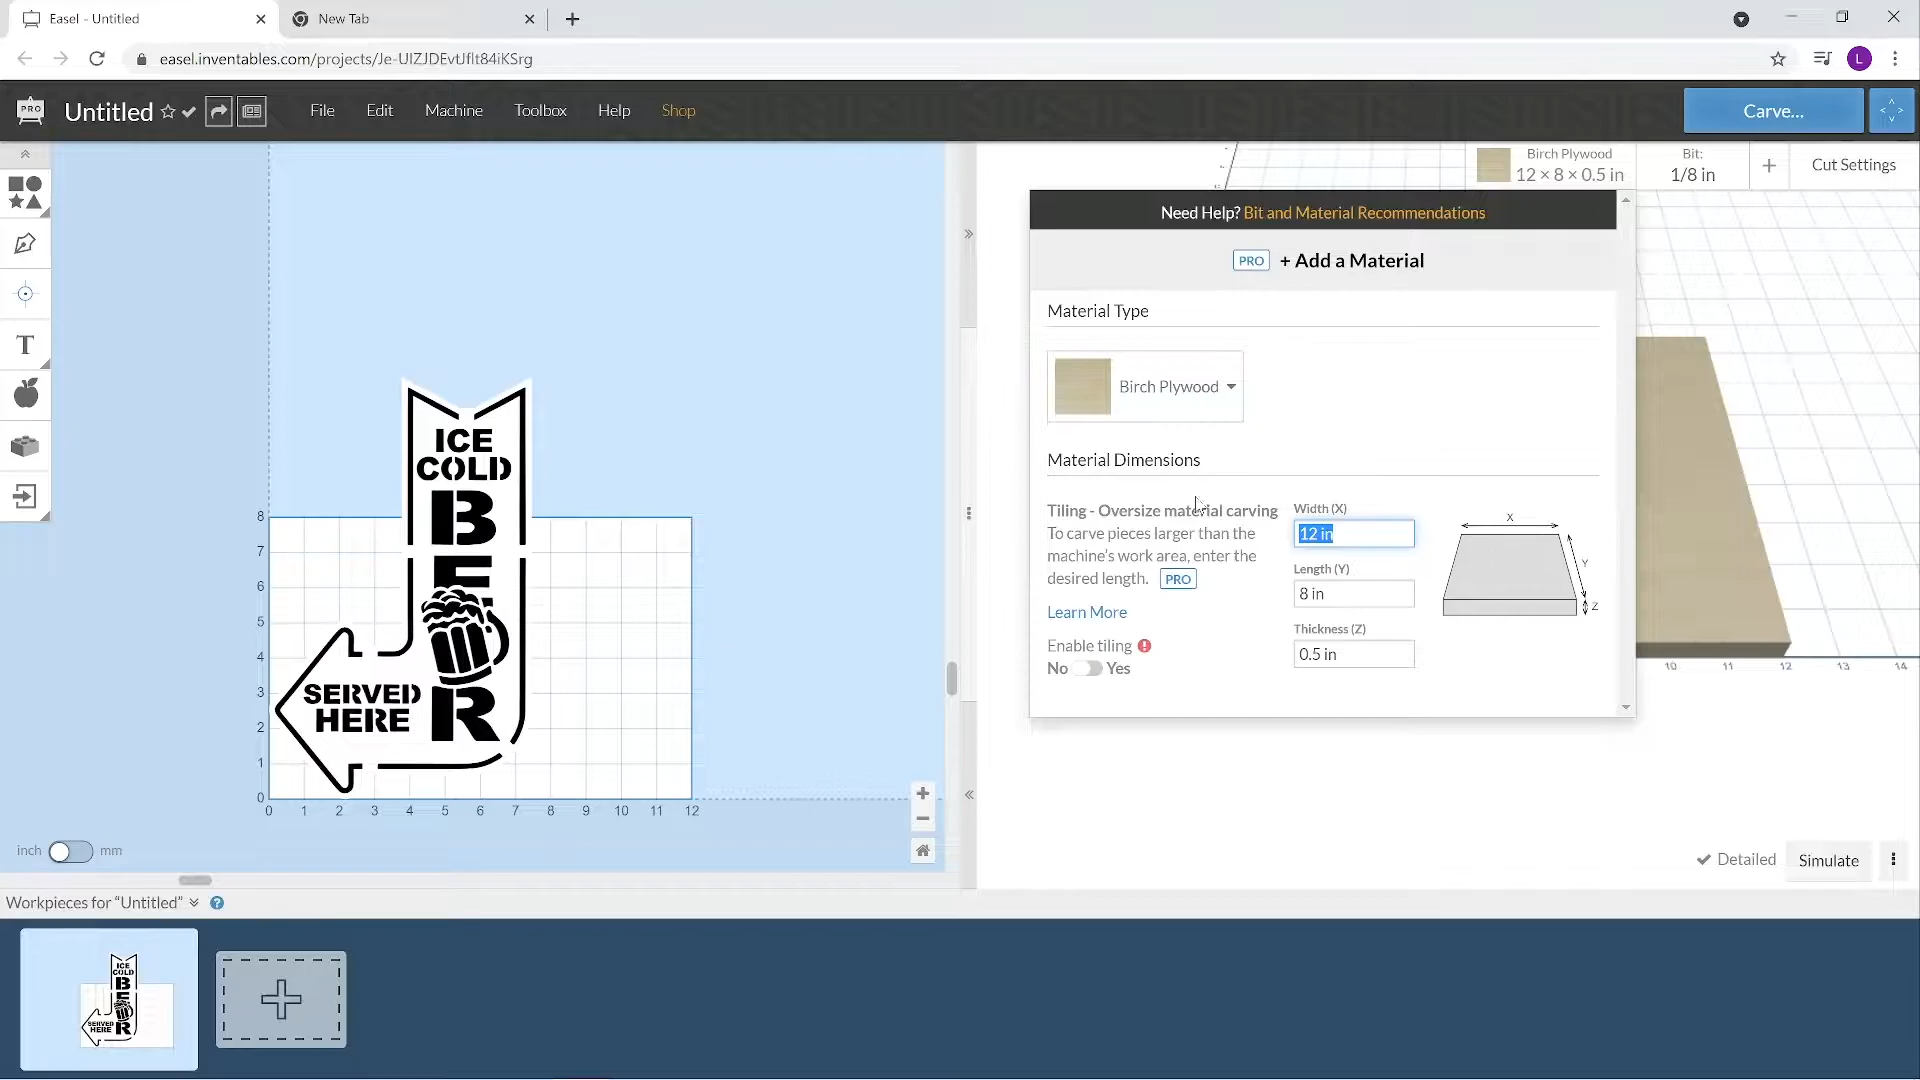 Easel - Untitled
New Tab
easel.inventables.com/projects/Je-UIZJDEvtJflt84iKSrg
L
PRO
Untitled
File
Edit
Machine
Toolbox
Help
Shop
Carve...
Birch Plywood
12 × 8 × 0.5 in
Bit:
1/8 in
Cut Settings
Need Help? Bit and Material Recommendations
PRO + Add a Material
Material Type
Birch Plywood
Material Dimensions
Tiling - Oversize material carving
To carve pieces larger than the
machine's work area, enter the
desired length. PRO
Learn More
Enable tiling
No Yes
Width (X)
12 in
Length (Y)
8 in
Thickness (Z)
0.5 in
X
Y
Z
10 11 12 13 14
T
ICE
COLD
BEER
SERVED
HERE
8
7
6
5
4
3
2
1
0
0 1 2 3 4 5 6 7 8 9 10 11 12
inch mm
Detailed
Simulate
Workpieces for “Untitled”
ICE
COLD
BEER
SERVED
HERE